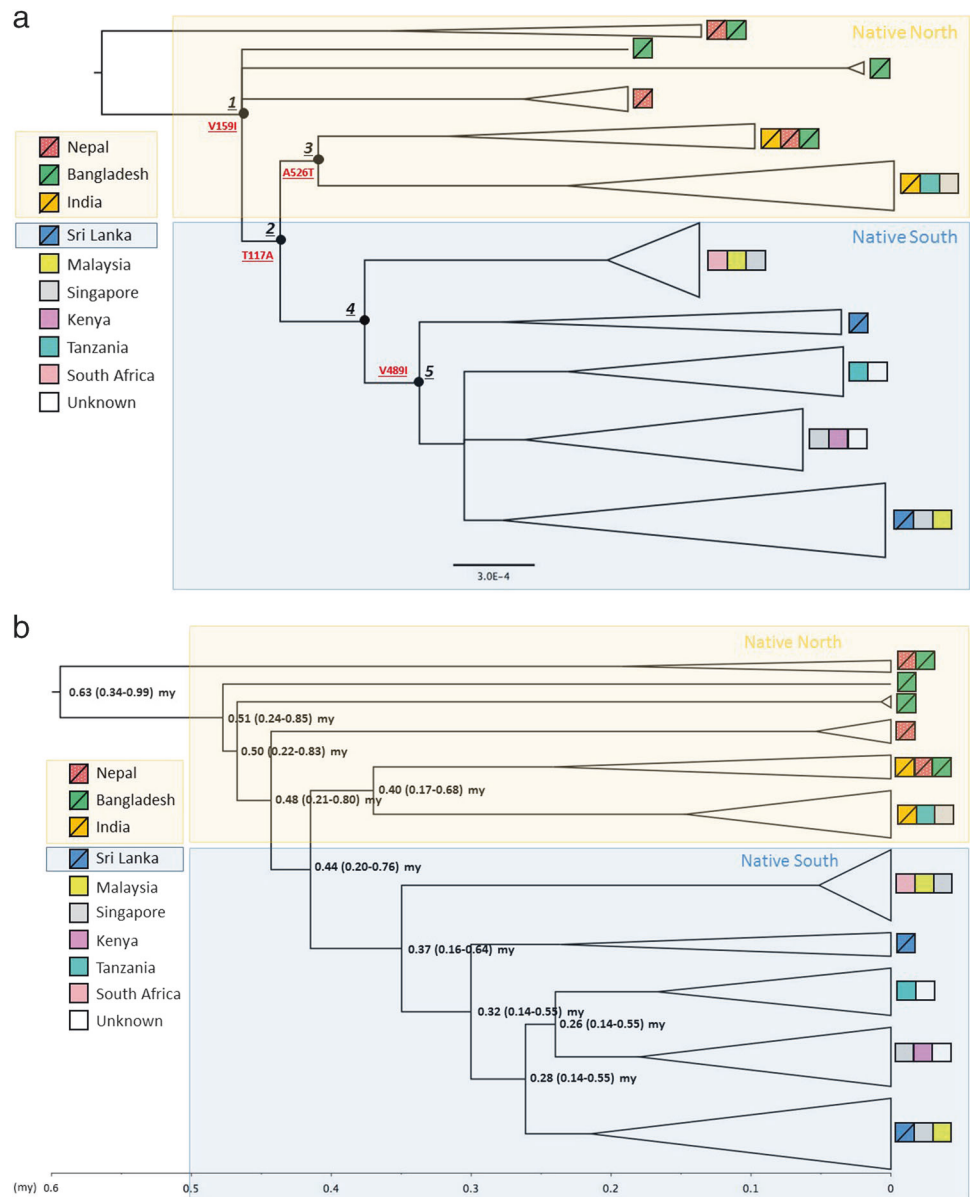 a
Native North
1
V159I
3
A526T
Nepal
Bangladesh
India
Sri Lanka
Malaysia
Singapore
Kenya
Tanzania
South Africa
Unknown
Native South
2
T117A
4
V489I
5
3.0E-4
b
Native North
0.63 (0.34-0.99) my
0.51 (0.24-0.85) my
0.50 (0.22-0.83) my
0.48 (0.21-0.80) my
0.40 (0.17-0.68) my
Nepal
Bangladesh
India
Sri Lanka
Malaysia
Singapore
Kenya
Tanzania
South Africa
Unknown
Native South
0.44 (0.20-0.76) my
0.37 (0.16-0.64) my
0.32 (0.14-0.55) my
0.26 (0.14-0.55) my
0.28 (0.14-0.55) my
(my) 0.6 0.5 0.4 0.3 0.2 0.1 0